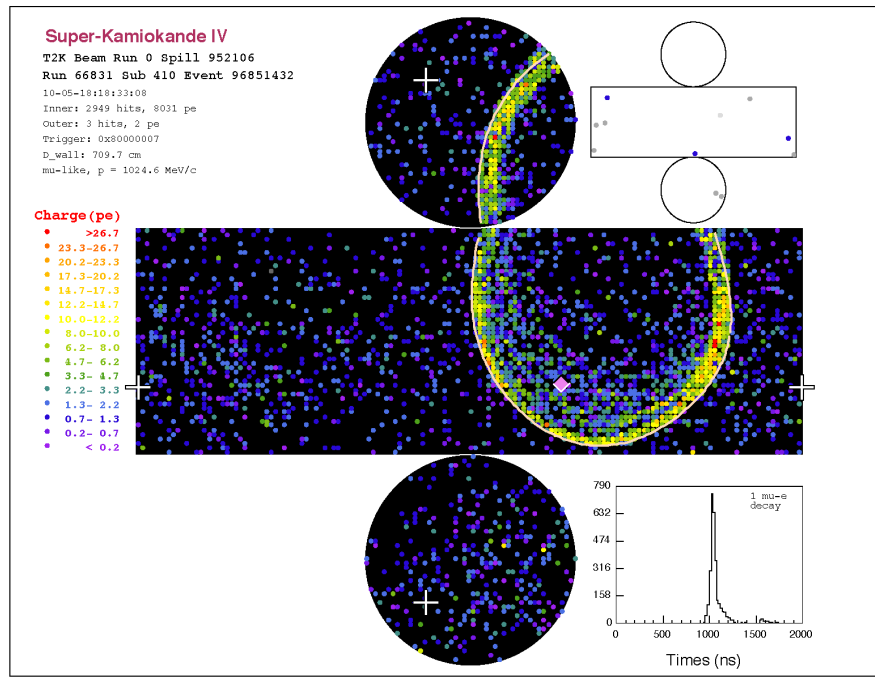 Super-Kamiokande IV
T2K Beam Run 0 Spill 952106
Run 66831 Sub 410 Event 96851432
10-05-18:18:33:08
Inner: 2949 hits, 8031 pe
Outer: 3 hits, 2 pe
Trigger: 0x80000007
D_wall: 709.7 cm
mu-like, p = 1024.6 MeV/c
Charge(pe)
>26.7
23.3-26.7
20.2-23.3
17.3-20.2
14.7-17.3
12.2-14.7
10.0-12.2
8.0-10.0
6.2- 8.0
4.7- 6.2
3.3- 4.7
2.2- 3.3
1.3- 2.2
0.7- 1.3
0.2- 0.7
< 0.2
1 mu-e
decay
790
632
474
316
158
0
0 500 1000 1500 2000
Times (ns)